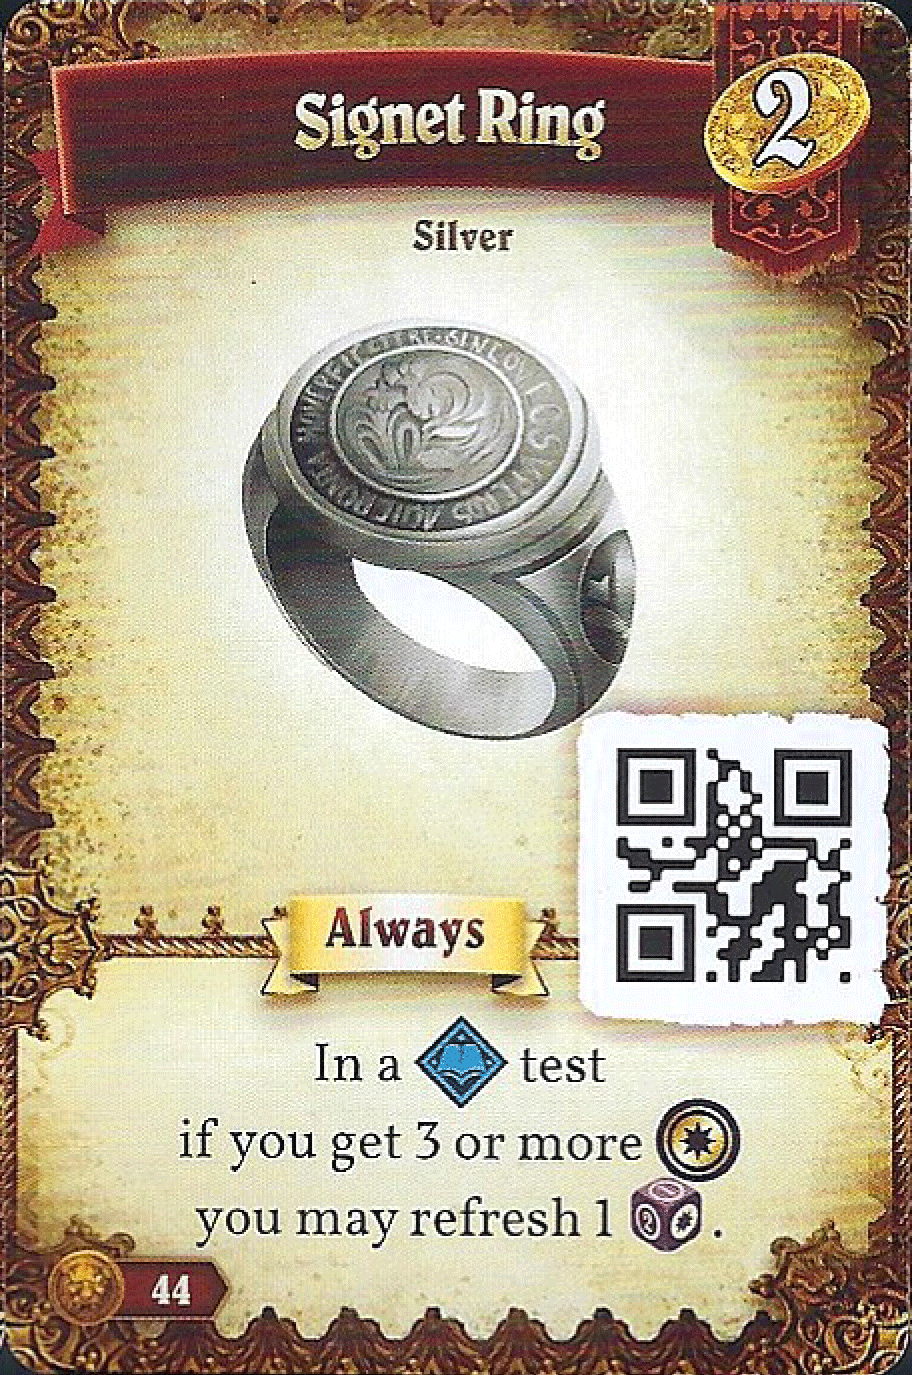 Signet Ring
2
Silver
Always
In a test
if you get 3 or more
you may refresh 1 .
44